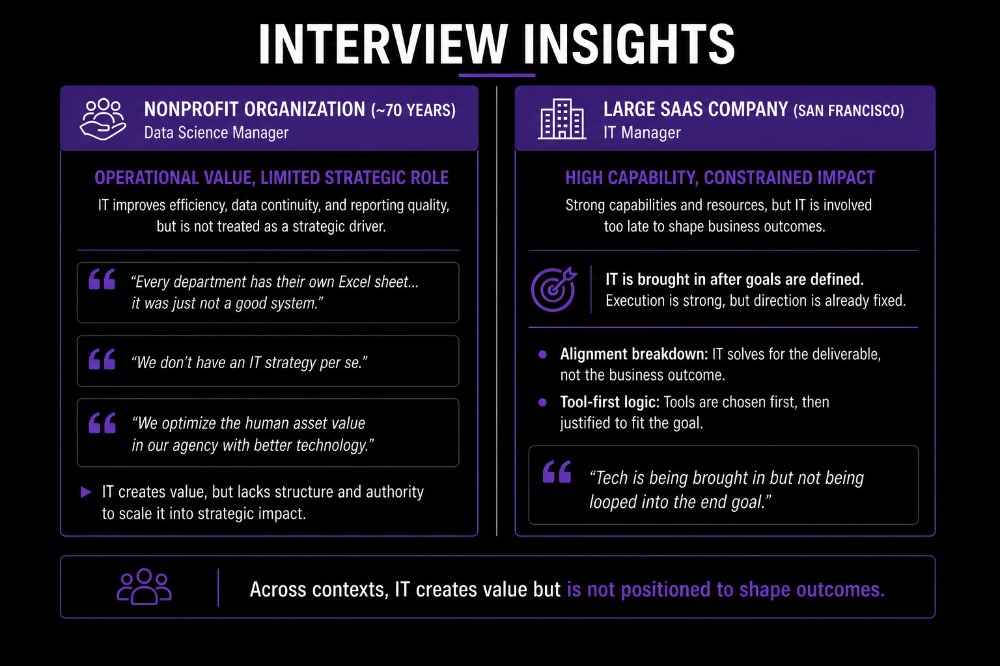 INTERVIEW INSIGHTS
NONPROFIT ORGANIZATION (~70 YEARS)
Data Science Manager
OPERATIONAL VALUE, LIMITED STRATEGIC ROLE
IT improves efficiency, data continuity, and reporting quality,
but is not treated as a strategic driver.
“Every department has their own Excel sheet...
it was just not a good system.”
“We don’t have an IT strategy per se.”
“We optimize the human asset value
in our agency with better technology.”
IT creates value, but lacks structure and authority
to scale it into strategic impact.
LARGE SAAS COMPANY (SAN FRANCISCO)
IT Manager
HIGH CAPABILITY, CONSTRAINED IMPACT
Strong capabilities and resources, but IT is involved
too late to shape business outcomes.
IT is brought in after goals are defined.
Execution is strong, but direction is already fixed.
Alignment breakdown: IT solves for the deliverable,
not the business outcome.
Tool-first logic: Tools are chosen first, then
justified to fit the goal.
“Tech is being brought in but not being
looped into the end goal.”
Across contexts, IT creates value but is not positioned to shape outcomes.